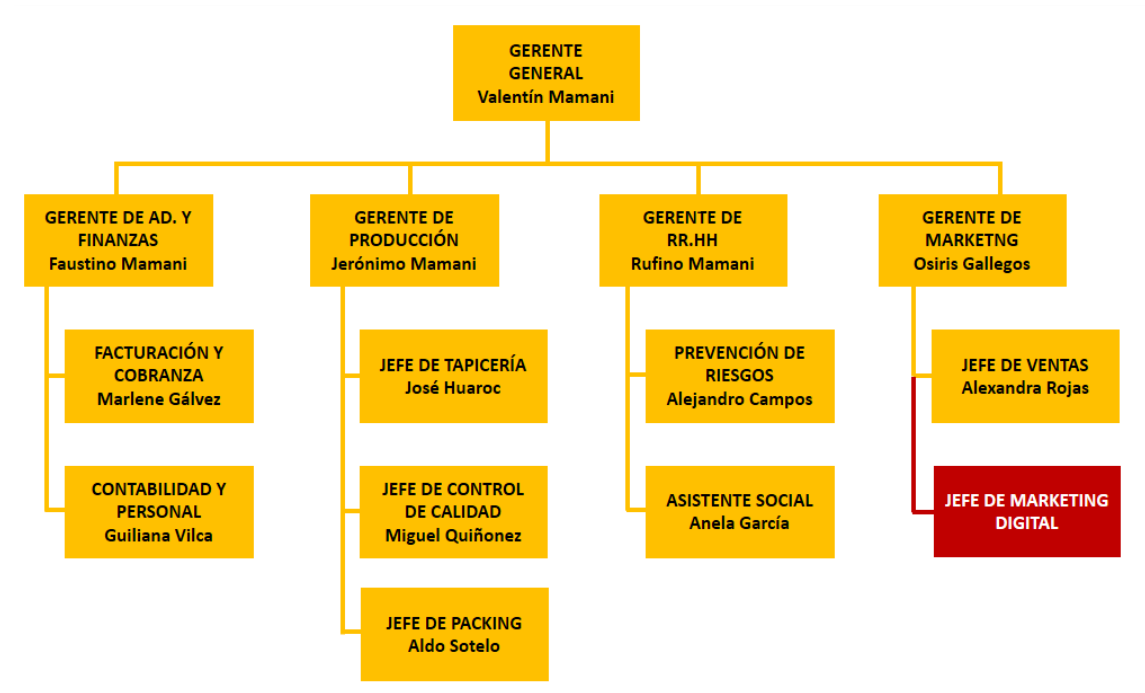 GERENTE
GENERAL
Valentín Mamani
GERENTE DE AD. Y
FINANZAS
Faustino Mamani
GERENTE DE
PRODUCCIÓN
Jerónimo Mamani
GERENTE DE
RR.HH
Rufino Mamani
GERENTE DE
MARKETNG
Osiris Gallegos
FACTURACIÓN Y
COBRANZA
Marlene Gálvez
JEFE DE TAPICERÍA
José Huaroc
PREVENCIÓN DE
RIESGOS
Alejandro Campos
JEFE DE VENTAS
Alexandra Rojas
CONTABILIDAD Y
PERSONAL
Guiliana Vilca
JEFE DE CONTROL
DE CALIDAD
Miguel Quiñonez
ASISTENTE SOCIAL
Anela García
JEFE DE MARKETING
DIGITAL
JEFE DE PACKING
Aldo Sotelo